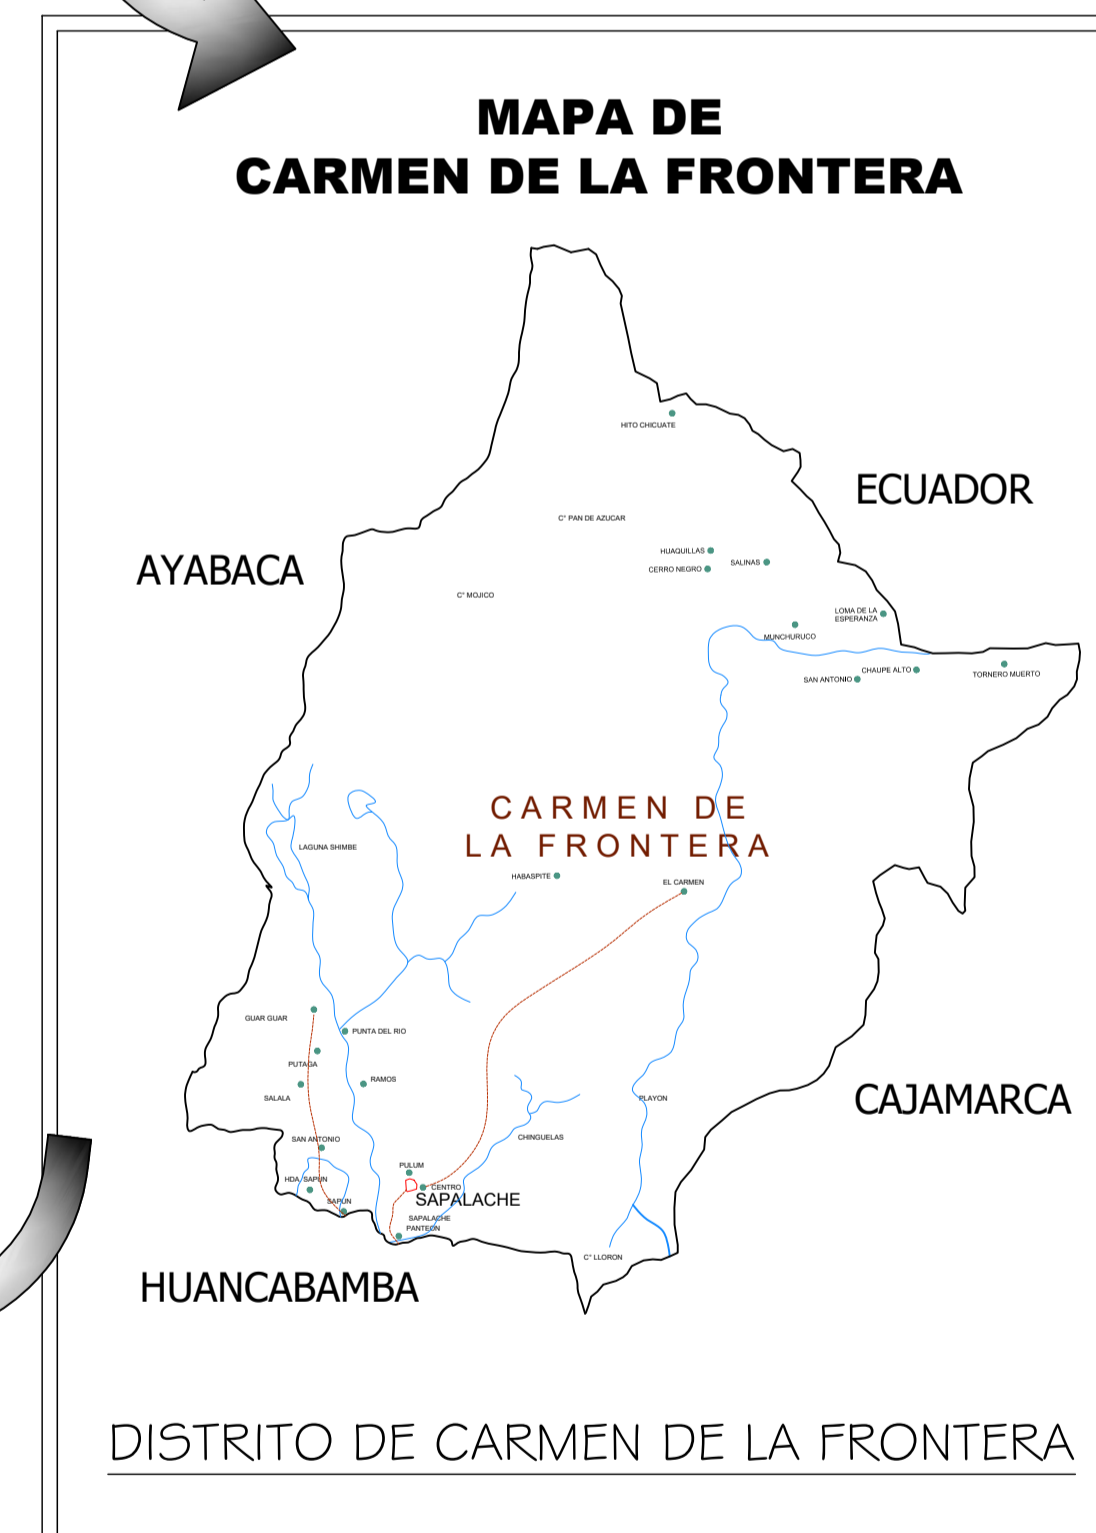 MAPA DE
CARMEN DE LA FRONTERA
HITO CHICUATE
ECUADOR
C° PAN DE AZUCAR
HUAQUILLAS
SALINAS
CERRO NEGRO
AYABACA
C° MOJICO
LOMA DE LA
ESPERANZA
MUNCHURUCO
CHAUPE ALTO
TORNERO MUERTO
SAN ANTONIO
CARMEN DE
LA FRONTERA
LAGUNA SHIMBE
HABASPITE
EL CARMEN
GUAR GUAR
PUNTA DEL RIO
PUTAGA
RAMOS
SALALA
PLAYON
CAJAMARCA
SAN ANTONIO
CHINGUELAS
PULUM
HDA SAPUN
CENTRO
SAPALACHE
SAPUN
SAPALACHE
PANTEON
C° LLORON
HUANCABAMBA
DISTRITO DE CARMEN DE LA FRONTERA